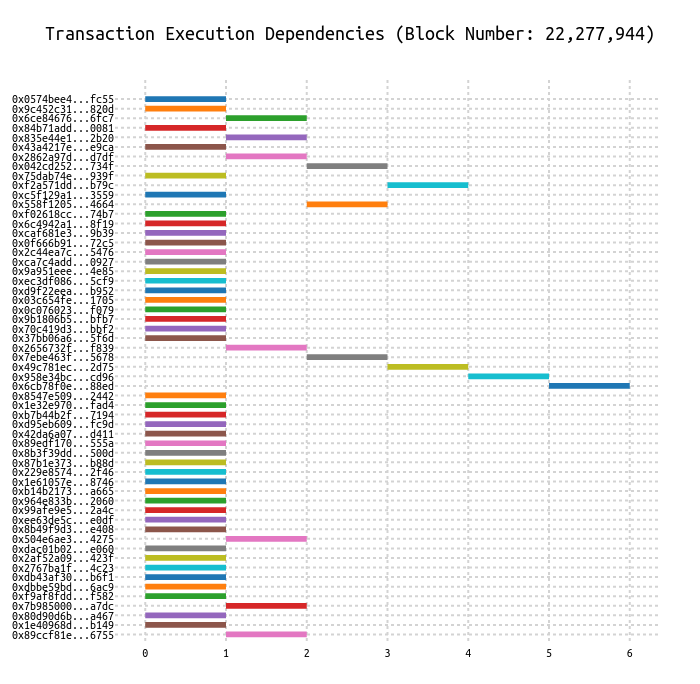 Transaction Execution Dependencies (Block Number: 22,277,944)
0x0574bee4...fc55
0x9c452c31...820d
0x6ce84676...6fc7
0x84b71add...0081
0x835e44e1...2b20
0x43a4217e...e9ca
0x2862a97d...d7df
0x042cd252...734f
0x75dab74e...939f
0xf2a571dd...b79c
0xc5f129a1...3559
0x558f1205...4664
0xf02618cc...74b7
0x6c4942a1...8f19
0xcaf681e3...9b39
0x0f666b91...72c5
0x2c44ea7c...5476
0xca7c4add...0927
0x9a951eee...4e85
0xec3df086...5cf9
0xd9f22eea...b952
0x03c654fe...1705
0x0c076023...f079
0x9b1806b5...bfb7
0x70c419d3...bbf2
0x37bb06a6...5f6d
0x2656732f...f839
0x7ebe463f...5678
0x49c781ec...2d75
0x958e34bc...cd96
0x6cb78f0e...88ed
0x8547e509...2442
0x1e32e970...fad4
0xb7b44b2f...7194
0xd95eb609...fc9d
0x42da6a07...d411
0x89edf170...555a
0x8b3f39dd...500d
0x87b1e373...b88d
0x229e8574...2f46
0x1e61057e...8746
0xb14b2173...a665
0x964e833b...2060
0x99afe9e5...2a4c
0xee63de5c...e0df
0x8b49f9d3...e408
0x504e6ae3...4275
0xdac01b02...e060
0x2af52a09...423f
0x2767ba1f...4c23
0xdb43af30...b6f1
0xdbbe59bd...6ac9
0xf9af8fdd...f582
0x7b985000...a7dc
0x80d90d6b...a467
0x1e40968d...b149
0x89ccf81e...6755
0 1 2 3 4 5 6